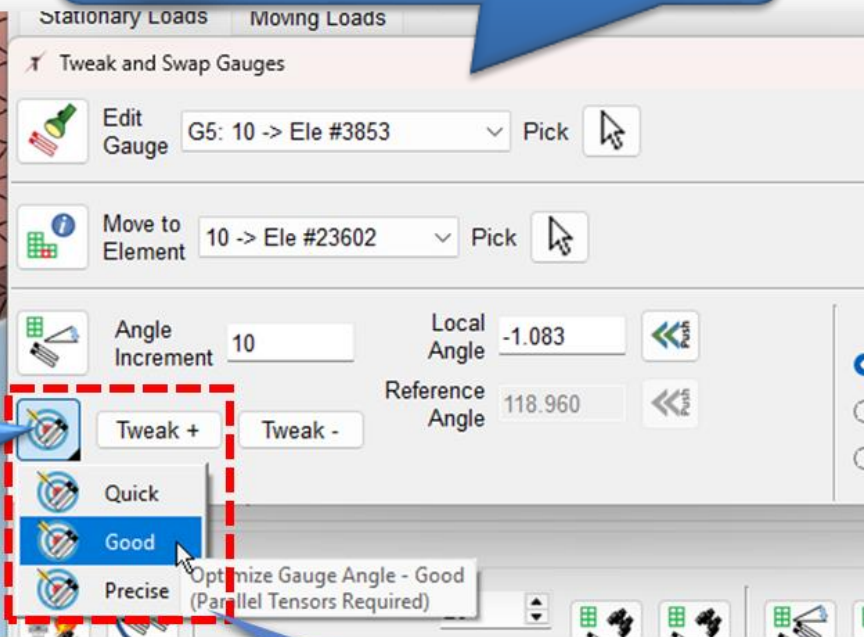 Stationary Loads Moving Loads
Tweak and Swap Gauges
Edit
Gauge
G5: 10 -> Ele #3853
Pick
Move to
Element
10 -> Ele #23602
Pick
Angle
Increment
10
Local
Angle
-1.083
Push
Reference
Angle
118.960
Push
Tweak +
Tweak -
Quick
Good
Precise
Optimize Gauge Angle - Good
(Parallel Tensors Required)